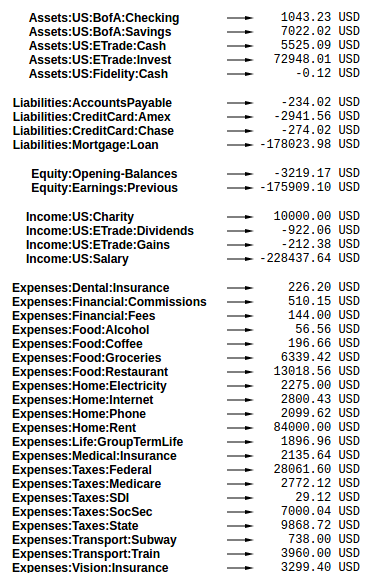 Assets:US:BofA:Checking 1043.23 USD
Assets:US:BofA:Savings 7022.02 USD
Assets:US:ETrade:Cash 5525.09 USD
Assets:US:ETrade:Invest 72948.01 USD
Assets:US:Fidelity:Cash -0.12 USD
Liabilities:AccountsPayable -234.02 USD
Liabilities:CreditCard:Amex -2941.56 USD
Liabilities:CreditCard:Chase -274.02 USD
Liabilities:Mortgage:Loan -178023.98 USD
Equity:Opening-Balances -3219.17 USD
Equity:Earnings:Previous -175909.10 USD
Income:US:Charity 10000.00 USD
Income:US:ETrade:Dividends -922.06 USD
Income:US:ETrade:Gains -212.38 USD
Income:US:Salary -228437.64 USD
Expenses:Dental:Insurance 226.20 USD
Expenses:Financial:Commissions 510.15 USD
Expenses:Financial:Fees 144.00 USD
Expenses:Food:Alcohol 56.56 USD
Expenses:Food:Coffee 196.66 USD
Expenses:Food:Groceries 6339.42 USD
Expenses:Food:Restaurant 13018.56 USD
Expenses:Home:Electricity 2275.00 USD
Expenses:Home:Internet 2800.43 USD
Expenses:Home:Phone 2099.62 USD
Expenses:Home:Rent 84000.00 USD
Expenses:Life:GroupTermLife 1896.96 USD
Expenses:Medical:Insurance 2135.64 USD
Expenses:Taxes:Federal 28061.60 USD
Expenses:Taxes:Medicare 2772.12 USD
Expenses:Taxes:SDI 29.12 USD
Expenses:Taxes:SocSec 7000.04 USD
Expenses:Taxes:State 9868.72 USD
Expenses:Transport:Subway 738.00 USD
Expenses:Transport:Train 3960.00 USD
Expenses:Vision:Insurance 3299.40 USD